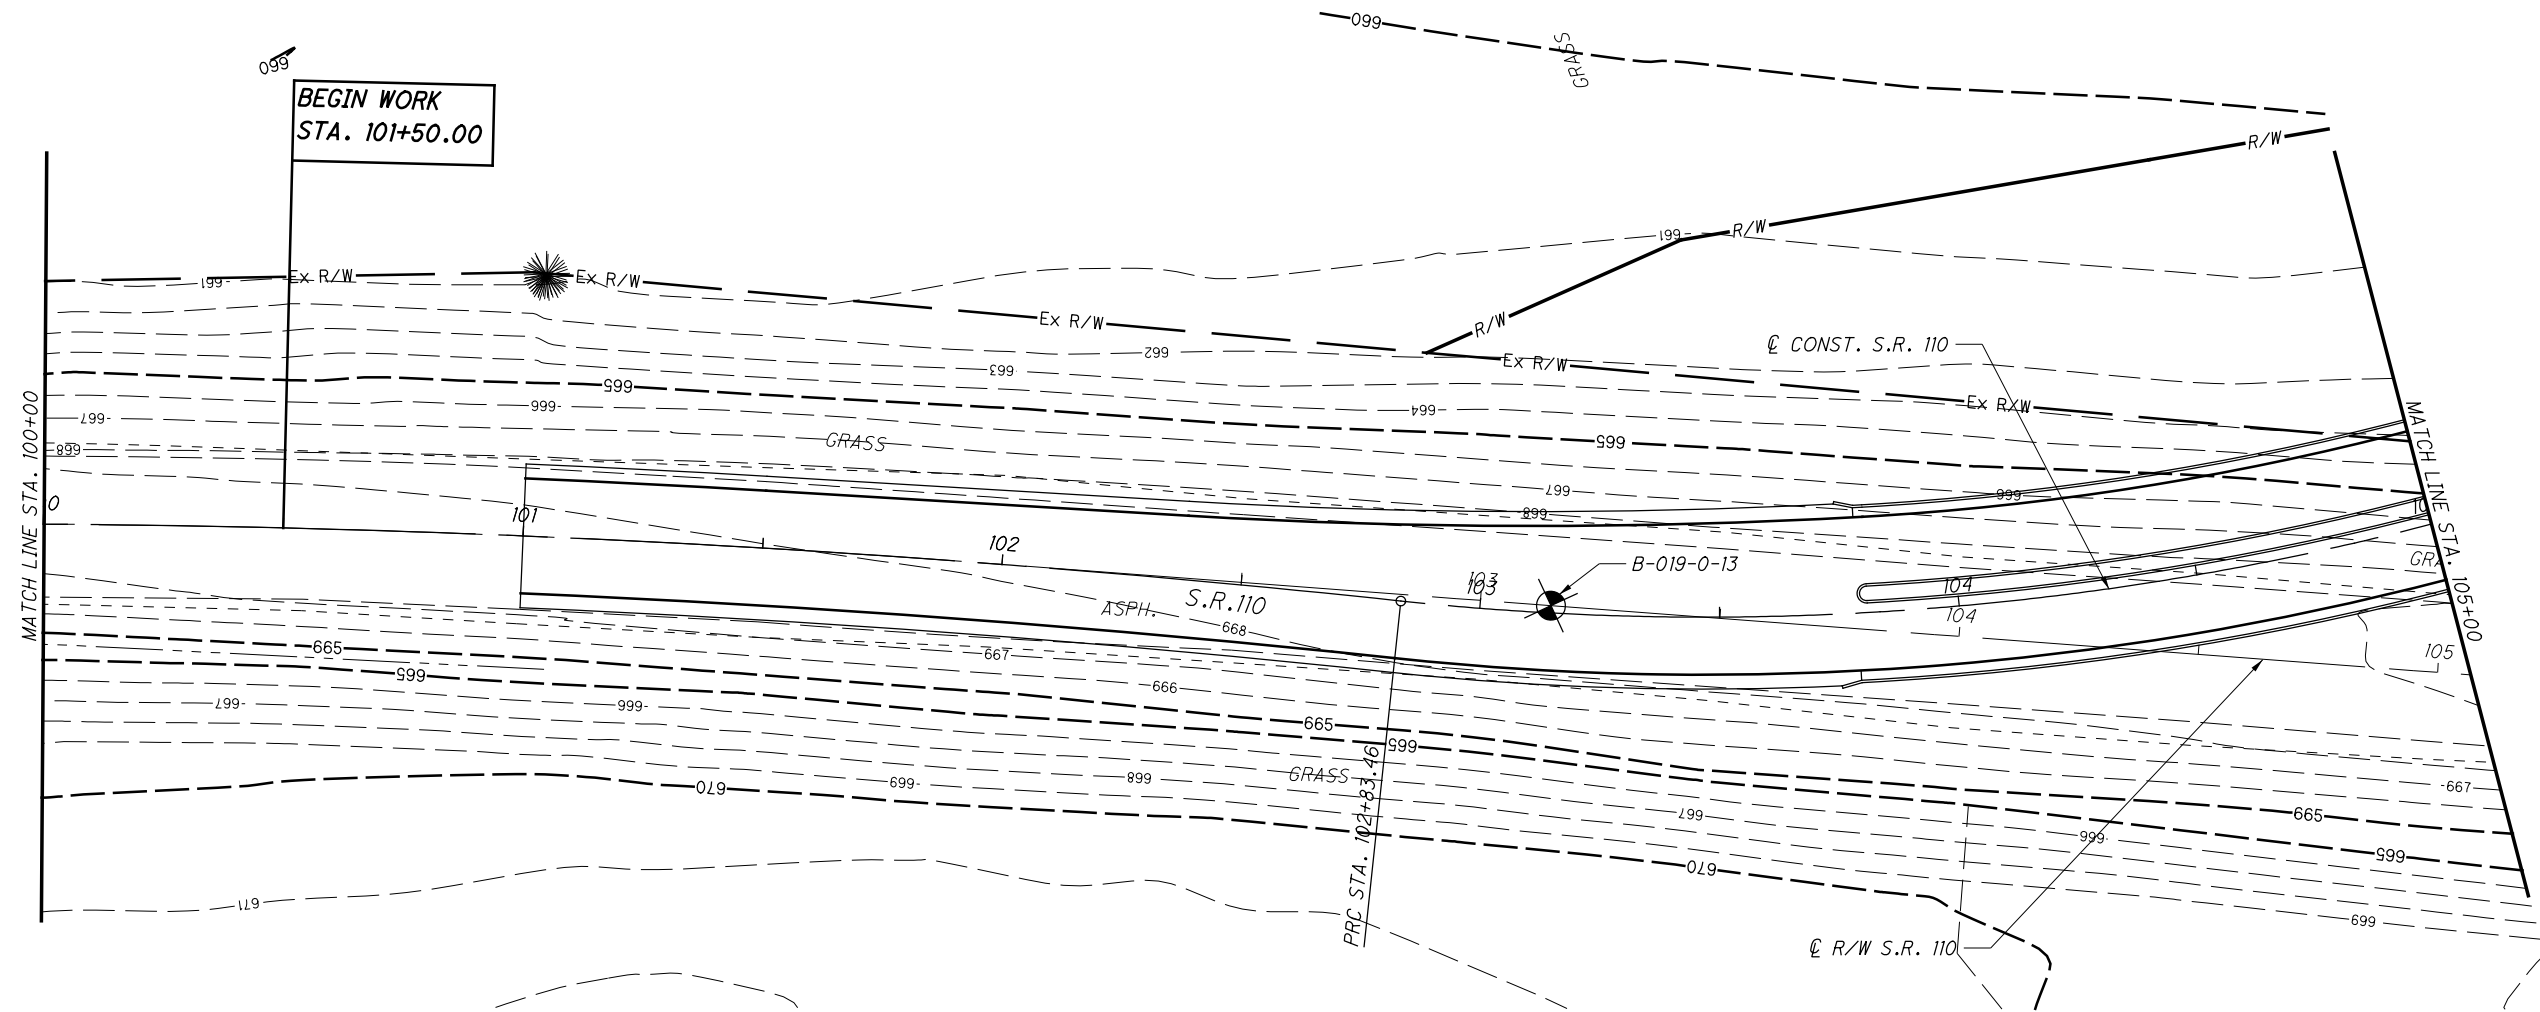 660
GRASS
660
BEGIN WORK
STA. 101+50.00
R/W
R/W
661
661
Ex R/W
Ex R/W
Ex R/W
R/W
662
℄ CONST. S.R. 110
Ex R/W
663
665
666
664
Ex R/W
667
GRASS
665
668
667
666
668
0
101
102
B-019-0-13
103
103
104
104
S.R.110
ASPH.
668
667
666
665
665
667
666
665
665
GRASS
670
669
668
667
670
671
PRC STA. 102+83.46
℄ R/W S.R. 110
105
GRA
10
667
665
666
665
669
MATCH LINE STA. 100+00
MATCH LINE STA. 105+00